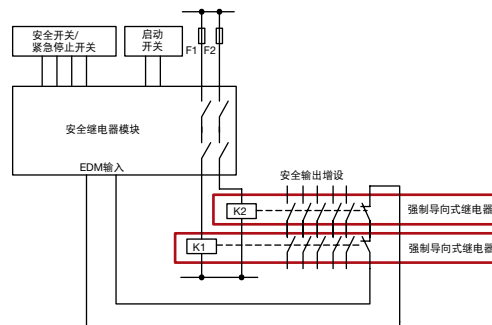 安全开关/
紧急停止开关
启动
开关
F1 F2
安全继电器模块
EDM输入
安全输出增设
K2
强制导向式继电器
K1
强制导向式继电器